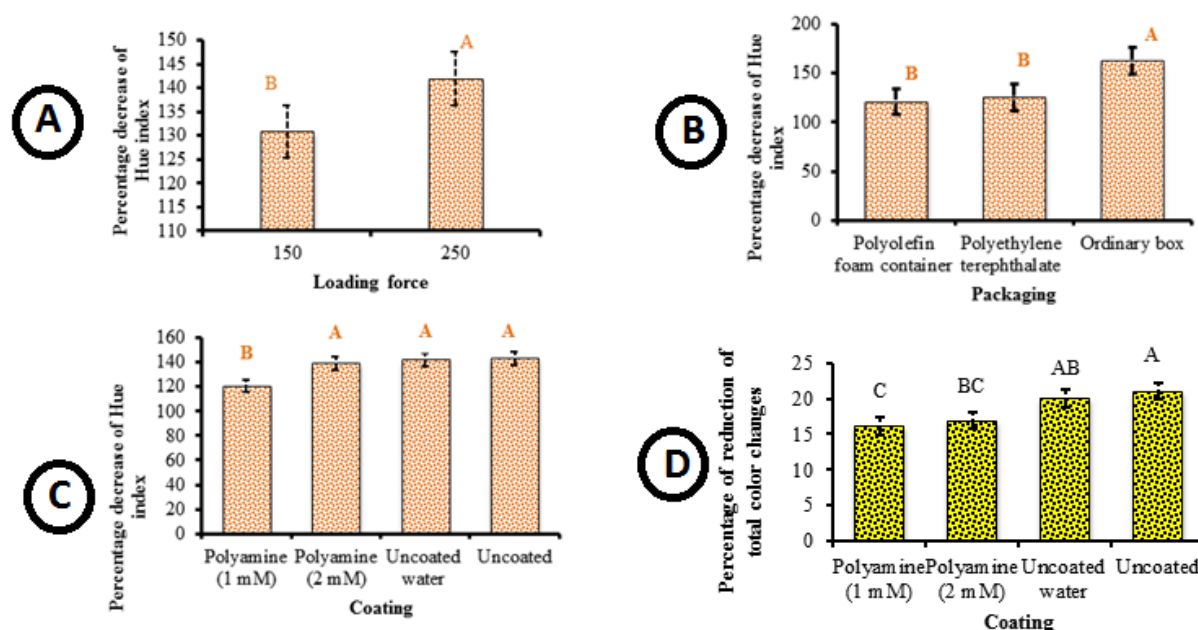 A
Percentage decrease of
Hue index
150
145
140
135
130
125
120
115
110
B
A
150
250
Loading force
B
Percentage decrease of Hue
index
200
150
100
50
0
B
B
A
Polyolefin
foam container
Polyethylene
terephthalate
Ordinary box
Packaging
C
Percentage decrease of Hue
index
160
140
120
100
80
60
40
20
0
B
A
A
A
Polyamine
(1 mM)
Polyamine
(2 mM)
Uncoated
water
Uncoated
Coating
D
Percentage of reduction of
total color changes
25
20
15
10
5
0
C
BC
AB
A
Polyamine
(1 mM)
Polyamine
(2 mM)
Uncoated
water
Uncoated
Coating